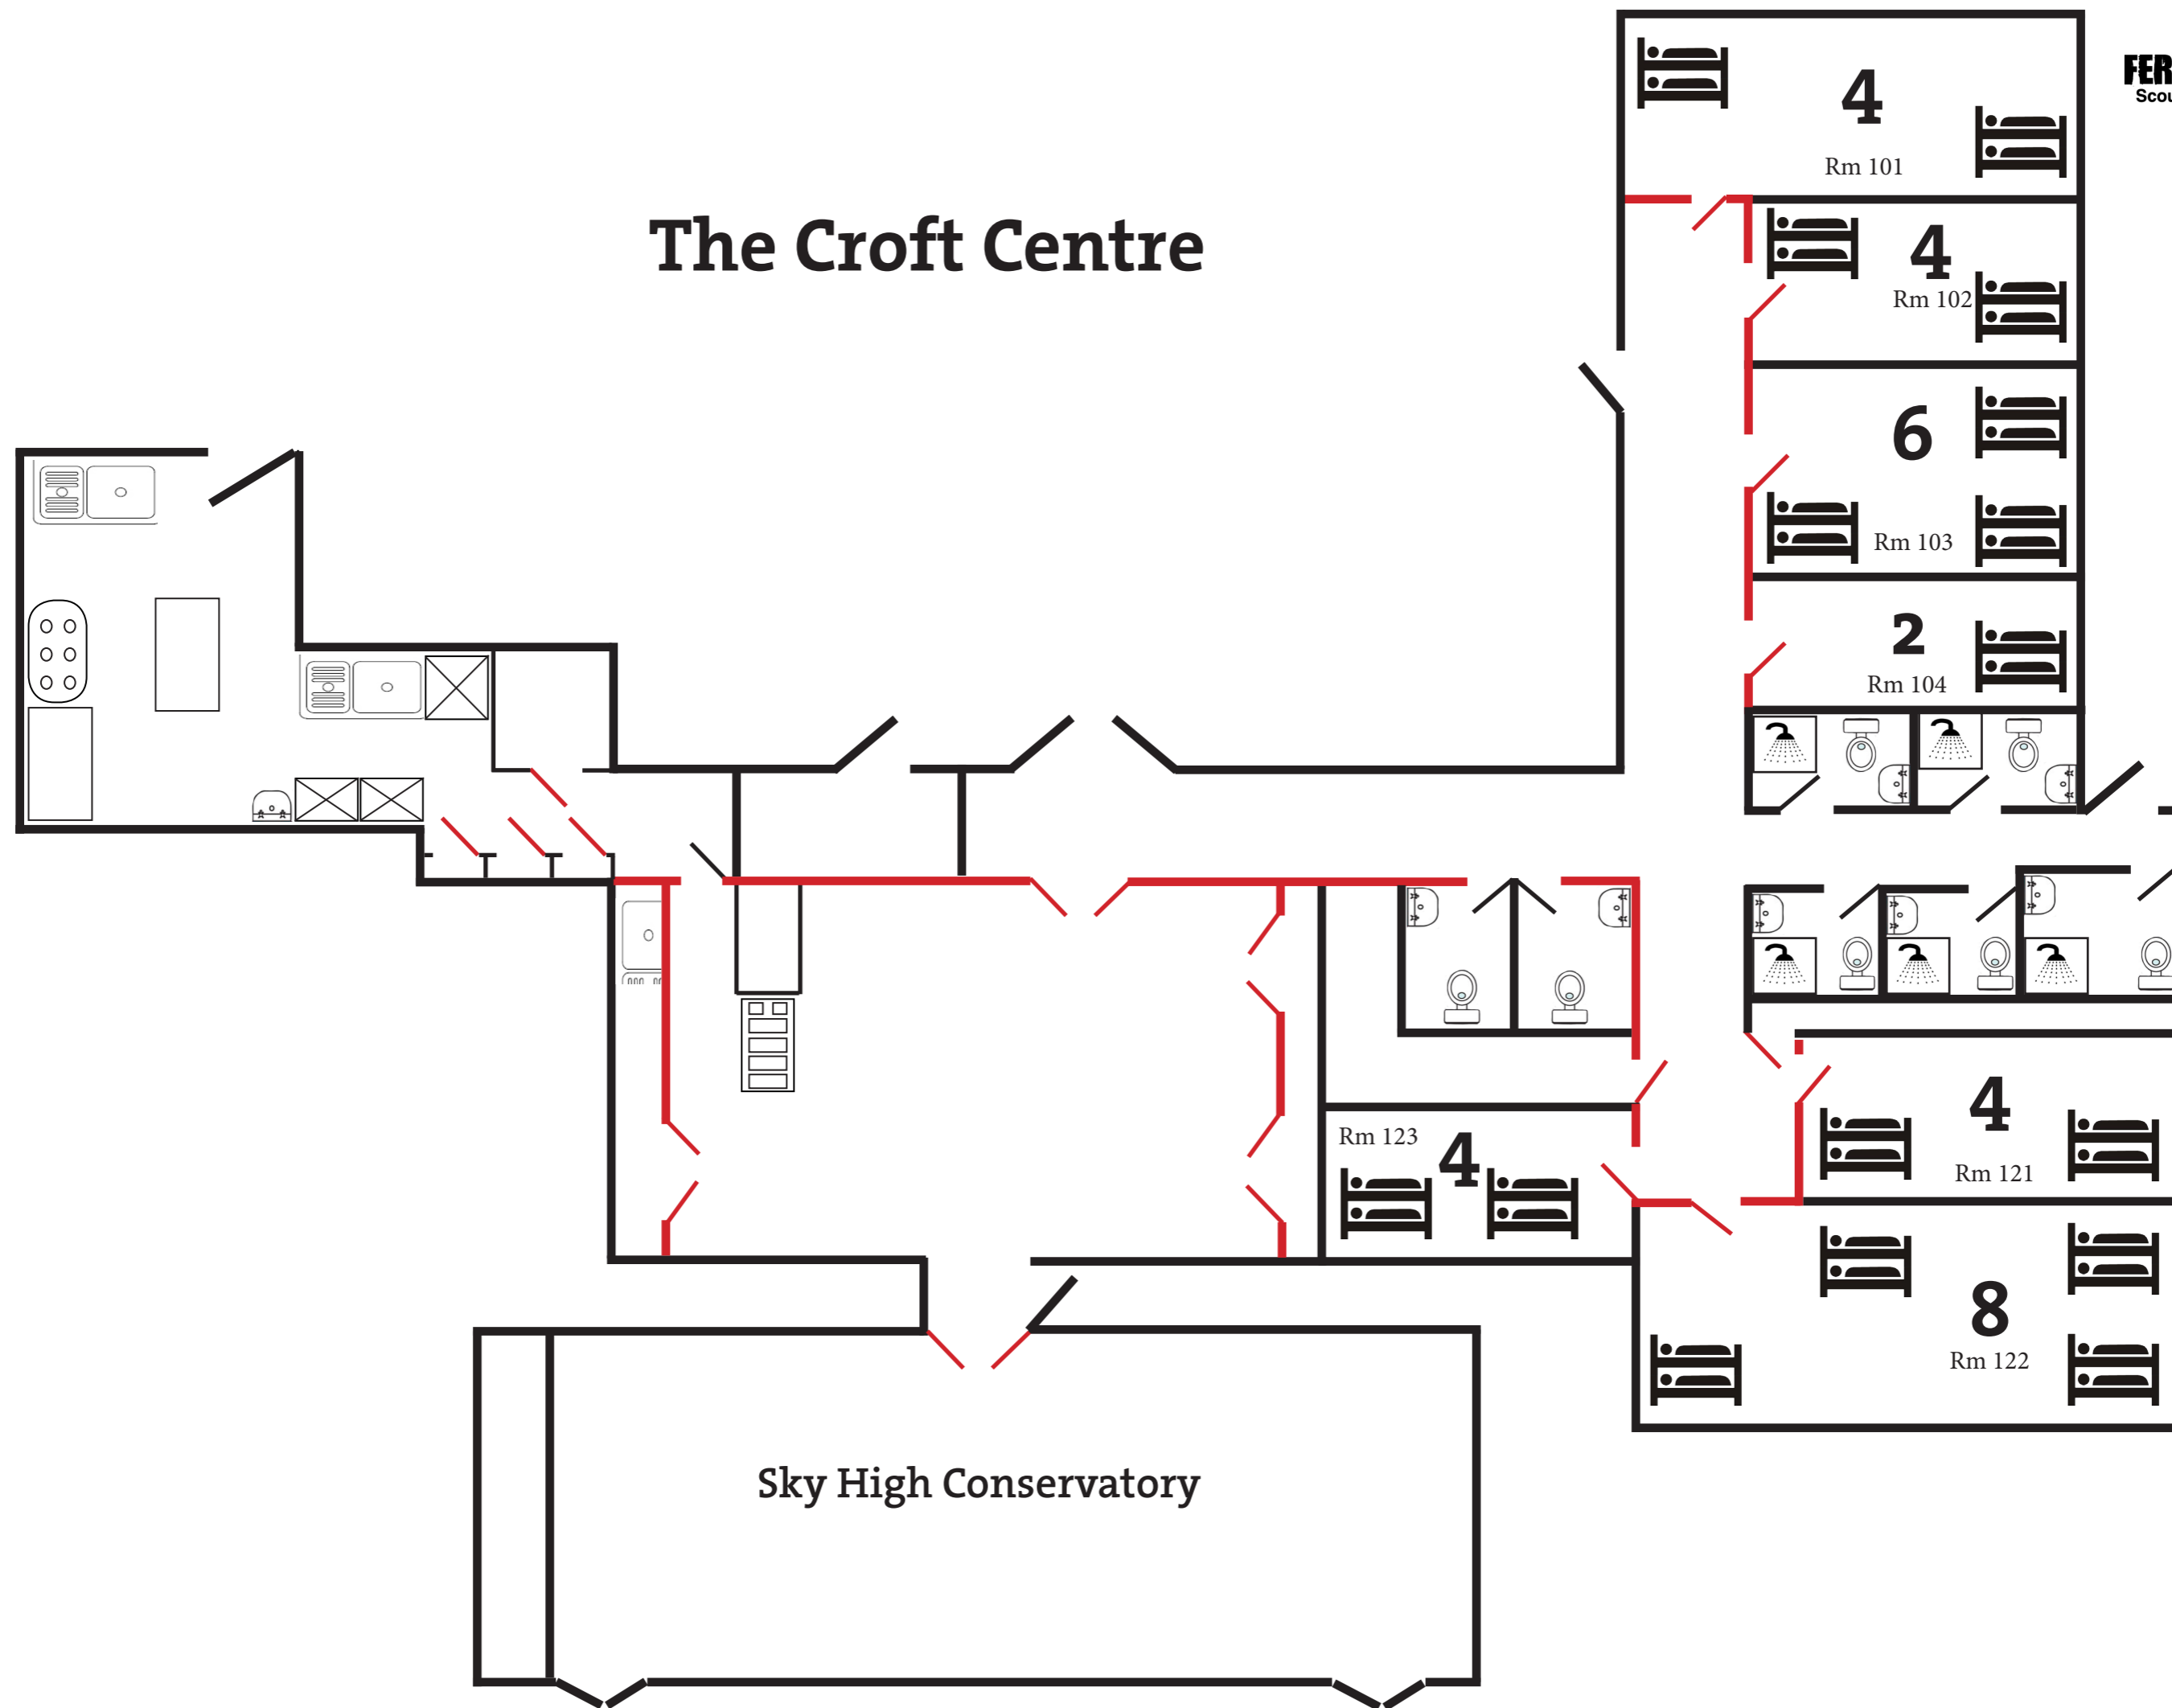 4
Rm 101
The Croft Centre
4
Rm 102
6
Rm 103
2
Rm 104
4
Rm 121
Rm 123
4
8
Rm 122
Sky High Conservatory